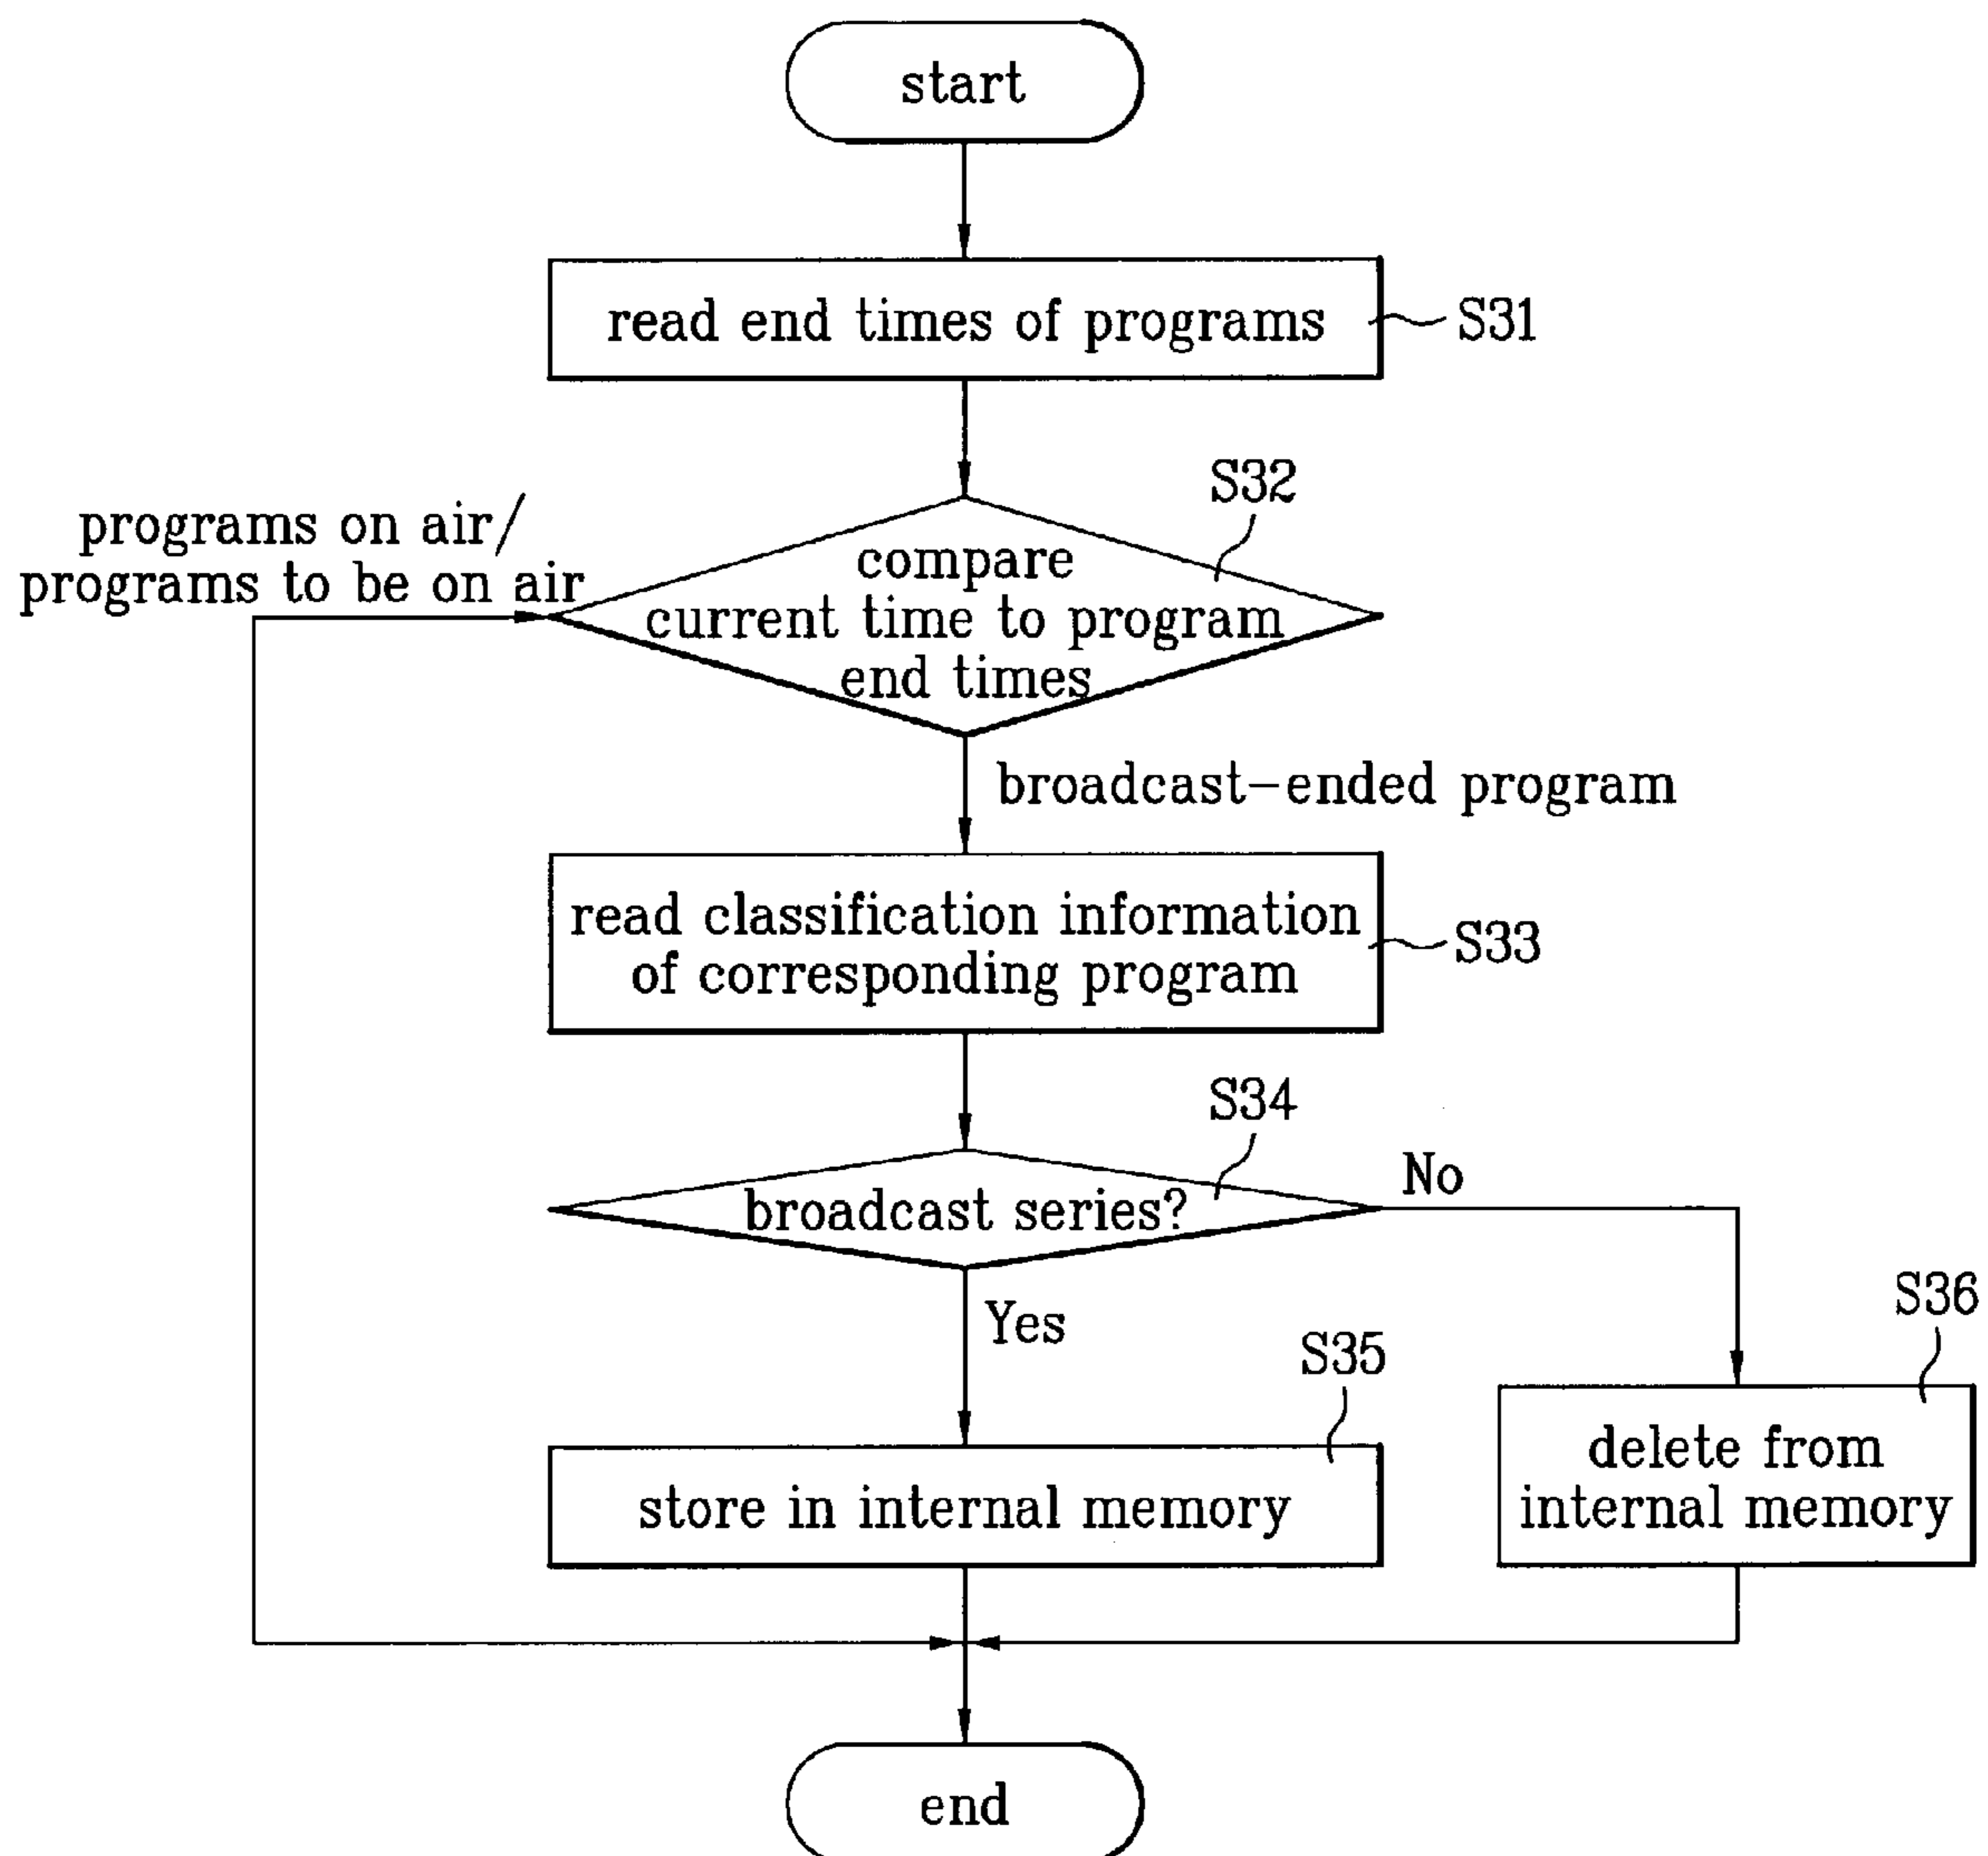 start
read end times of programs
S31
S32
programs on air/
programs to be on air
compare
current time to program
end times
broadcast-ended program
read classification information
of corresponding program
S33
S34
broadcast series?
No
Yes
S35
S36
store in internal memory
delete from
internal memory
end